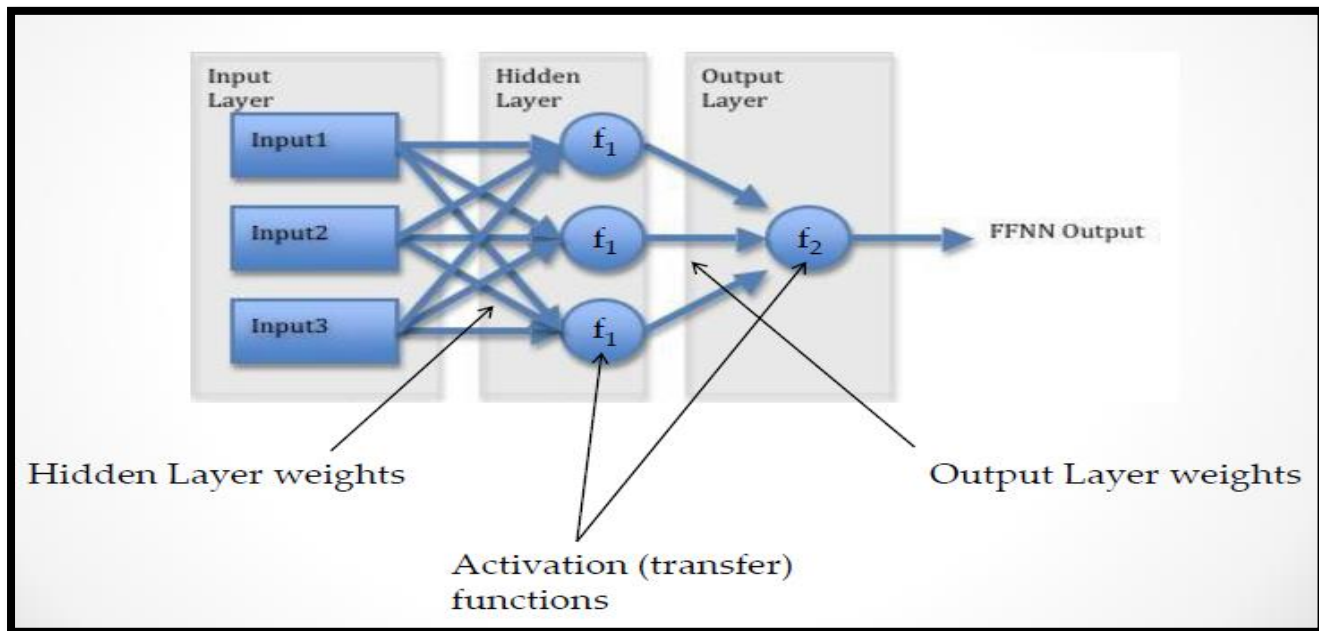 Input
Layer
Hidden
Layer
Output
Layer
Input1
f₁
Input2
f₁
f₂
FFNN Output
Input3
f₁
Hidden Layer weights
Output Layer weights
Activation (transfer)
functions